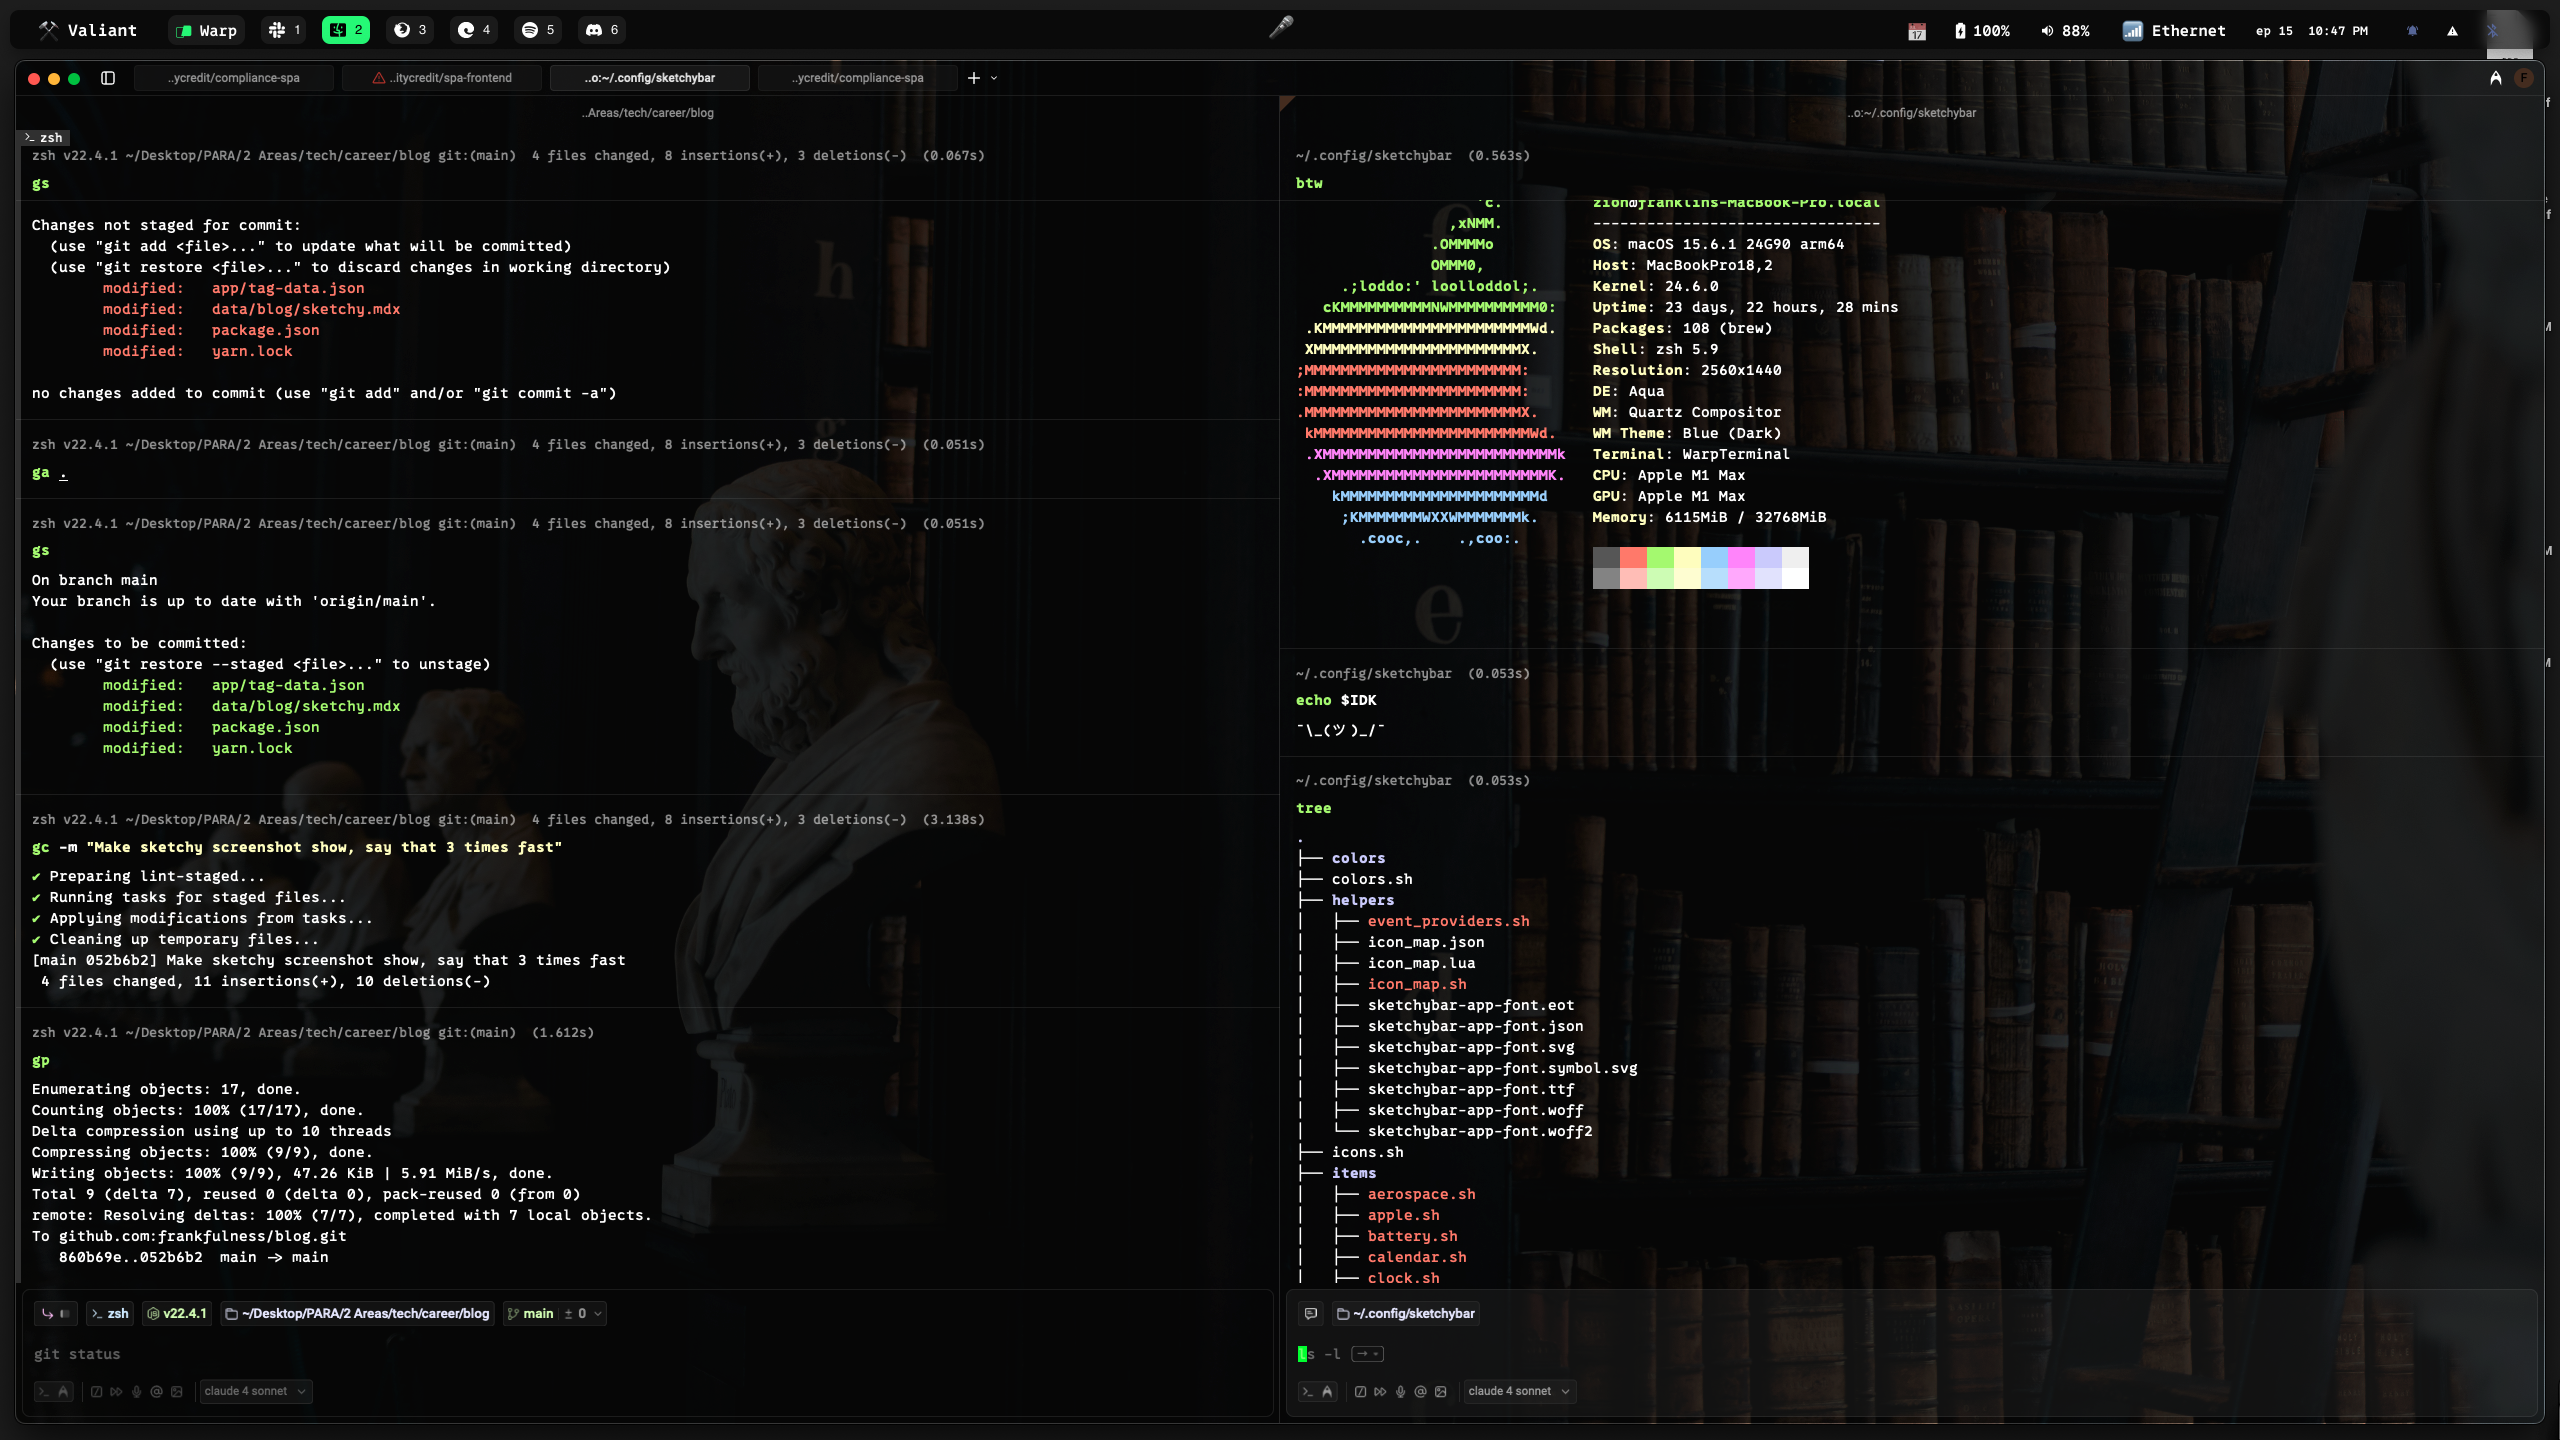 Valiant Warp 1 2 3 4 5 6 17 100% 88% Ethernet ep 15 10:47 PM
..ycredit/compliance-spa ..itycredit/spa-frontend ..o:~/.config/sketchybar ..ycredit/compliance-spa F
..Areas/tech/career/blog
zsh
zsh v22.4.1 ~/Desktop/PARA/2 Areas/tech/career/blog git:(main) 4 files changed, 8 insertions(+), 3 deletions(-) (0.067s)
gs
Changes not staged for commit:
(use "git add <file>..." to update what will be committed)
(use "git restore <file>..." to discard changes in working directory)
modified: app/tag-data.json
modified: data/blog/sketchy.mdx
modified: package.json
modified: yarn.lock
no changes added to commit (use "git add" and/or "git commit -a")
zsh v22.4.1 ~/Desktop/PARA/2 Areas/tech/career/blog git:(main) 4 files changed, 8 insertions(+), 3 deletions(-) (0.051s)
ga .
zsh v22.4.1 ~/Desktop/PARA/2 Areas/tech/career/blog git:(main) 4 files changed, 8 insertions(+), 3 deletions(-) (0.051s)
gs
On branch main
Your branch is up to date with 'origin/main'.
Changes to be committed:
(use "git restore --staged <file>..." to unstage)
modified: app/tag-data.json
modified: data/blog/sketchy.mdx
modified: package.json
modified: yarn.lock
zsh v22.4.1 ~/Desktop/PARA/2 Areas/tech/career/blog git:(main) 4 files changed, 8 insertions(+), 3 deletions(-) (3.138s)
gc -m "Make sketchy screenshot show, say that 3 times fast"
✔ Preparing lint-staged...
✔ Running tasks for staged files...
✔ Applying modifications from tasks...
✔ Cleaning up temporary files...
[main 052b6b2] Make sketchy screenshot show, say that 3 times fast
4 files changed, 11 insertions(+), 10 deletions(-)
zsh v22.4.1 ~/Desktop/PARA/2 Areas/tech/career/blog git:(main) (1.612s)
gp
Enumerating objects: 17, done.
Counting objects: 100% (17/17), done.
Delta compression using up to 10 threads
Compressing objects: 100% (9/9), done.
Writing objects: 100% (9/9), 47.26 KiB | 5.91 MiB/s, done.
Total 9 (delta 7), reused 0 (delta 0), pack-reused 0 (from 0)
remote: Resolving deltas: 100% (7/7), completed with 7 local objects.
To github.com:frankfulness/blog.git
860b69e..052b6b2 main -> main
zsh v22.4.1 ~/Desktop/PARA/2 Areas/tech/career/blog main ± 0
git status
claude 4 sonnet
..o:~/.config/sketchybar
~/.config/sketchybar (0.563s)
btw
'c.
,xNMM.
.OMMMMo
OMMM0,
.;loddo:' loolloddol;.
cKMMMMMMMMMMNWMMMMMMMMMM0:
.KMMMMMMMMMMMMMMMMMMMMMMMWd.
XMMMMMMMMMMMMMMMMMMMMMMMX.
;MMMMMMMMMMMMMMMMMMMMMMMM:
:MMMMMMMMMMMMMMMMMMMMMMMM:
.MMMMMMMMMMMMMMMMMMMMMMMMX.
kMMMMMMMMMMMMMMMMMMMMMMMMWd.
.XMMMMMMMMMMMMMMMMMMMMMMMMMMk
.XMMMMMMMMMMMMMMMMMMMMMMMMK.
kMMMMMMMMMMMMMMMMMMMMMMd
;KMMMMMMMWXXWMMMMMMMk.
.cooc,. .,coo:.
zion@franklins-MacBook-Pro.local
--------------------------------
OS: macOS 15.6.1 24G90 arm64
Host: MacBookPro18,2
Kernel: 24.6.0
Uptime: 23 days, 22 hours, 28 mins
Packages: 108 (brew)
Shell: zsh 5.9
Resolution: 2560x1440
DE: Aqua
WM: Quartz Compositor
WM Theme: Blue (Dark)
Terminal: WarpTerminal
CPU: Apple M1 Max
GPU: Apple M1 Max
Memory: 6115MiB / 32768MiB
~/.config/sketchybar (0.053s)
echo $IDK
¯\_(ツ)_/¯
~/.config/sketchybar (0.053s)
tree
.
├── colors
├── colors.sh
├── helpers
│   ├── event_providers.sh
│   ├── icon_map.json
│   ├── icon_map.lua
│   ├── icon_map.sh
│   ├── sketchybar-app-font.eot
│   ├── sketchybar-app-font.json
│   ├── sketchybar-app-font.svg
│   ├── sketchybar-app-font.symbol.svg
│   ├── sketchybar-app-font.ttf
│   ├── sketchybar-app-font.woff
│   └── sketchybar-app-font.woff2
├── icons.sh
├── items
│   ├── aerospace.sh
│   ├── apple.sh
│   ├── battery.sh
│   ├── calendar.sh
│   ├── clock.sh
~/.config/sketchybar
ls -l
claude 4 sonnet